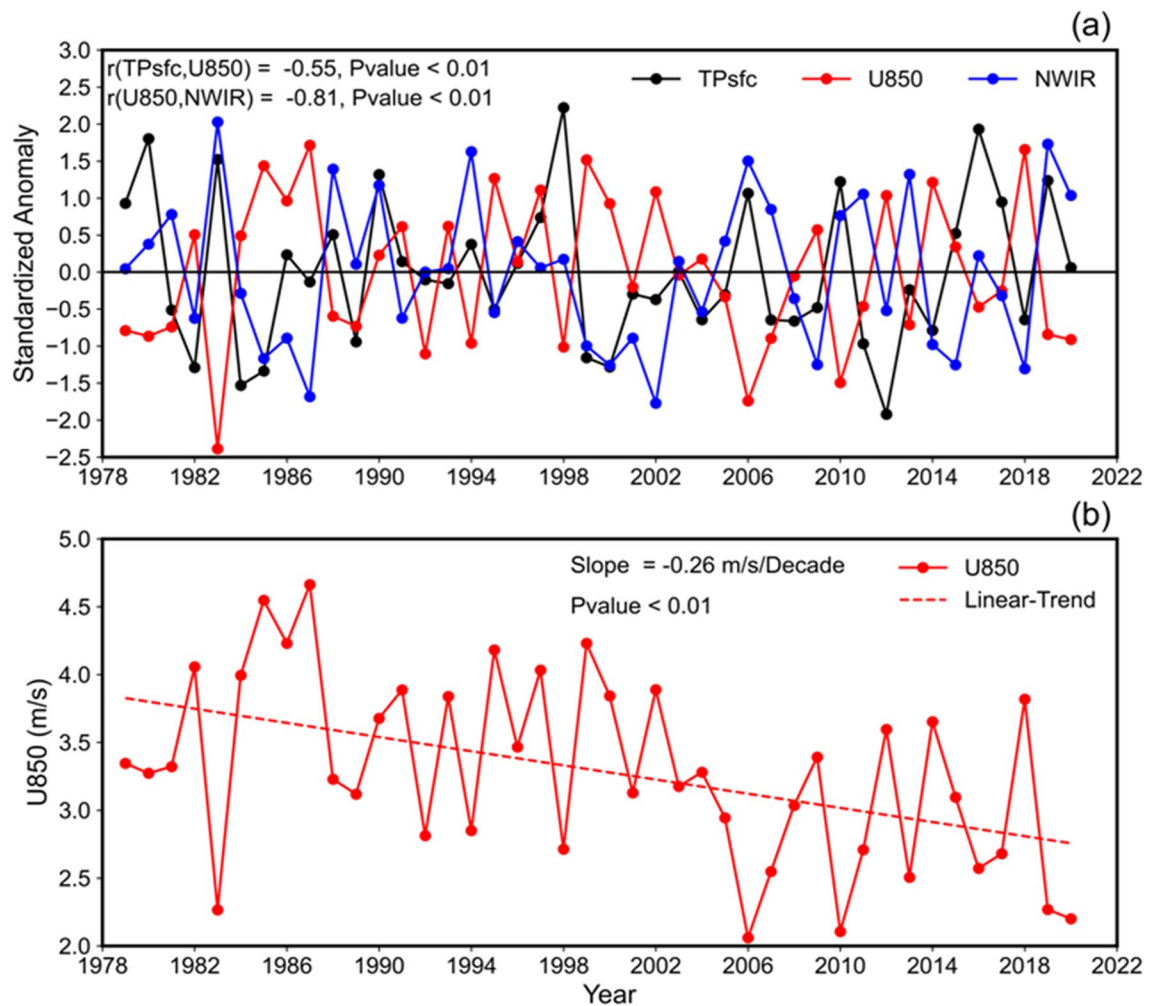 (a)
r(TPsfc,U850) = -0.55, Pvalue < 0.01
r(U850,NWIR) = -0.81, Pvalue < 0.01
TPsfc U850 NWIR
Standardized Anomaly
3.0
2.5
2.0
1.5
1.0
0.5
0.0
−0.5
−1.0
−1.5
−2.0
−2.5
1978 1982 1986 1990 1994 1998 2002 2006 2010 2014 2018 2022
(b)
Slope = -0.26 m/s/Decade
Pvalue < 0.01
U850
Linear-Trend
U850 (m/s)
5.0
4.5
4.0
3.5
3.0
2.5
2.0
1978 1982 1986 1990 1994 1998 2002 2006 2010 2014 2018 2022
Year